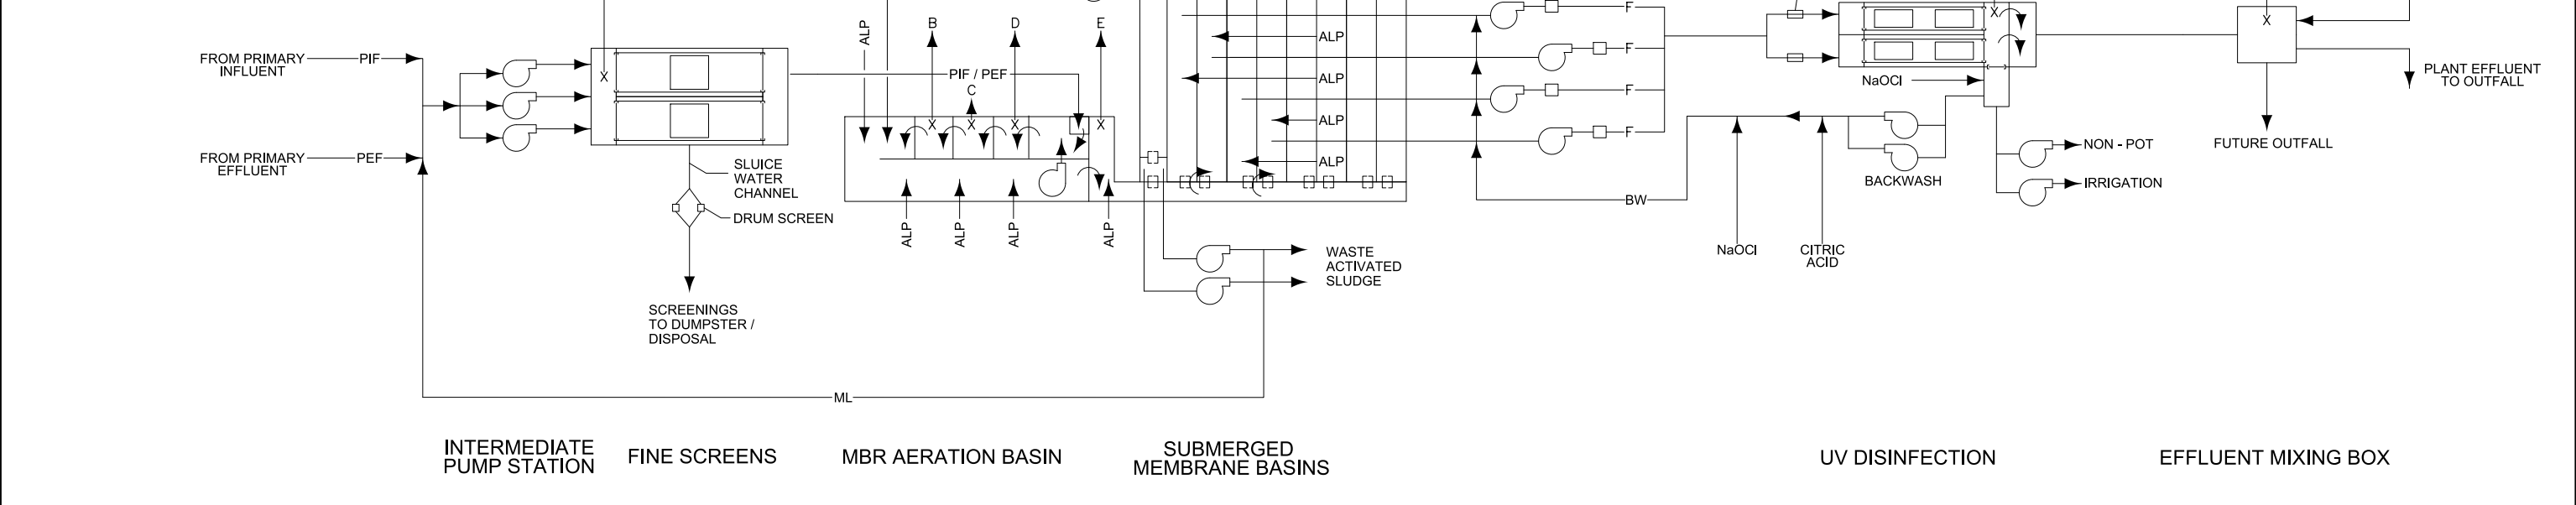 FROM PRIMARY
INFLUENT
PIF
FROM PRIMARY
EFFLUENT
PEF
SLUICE
WATER
CHANNEL
DRUM SCREEN
SCREENINGS
TO DUMPSTER /
DISPOSAL
X
ALP
B
D
E
PIF / PEF
C
X
X
X
X
ALP
ALP
ALP
ALP
ALP
ALP
ALP
ALP
WASTE
ACTIVATED
SLUDGE
ML
F
F
F
F
BW
NaOCl
CITRIC
ACID
X
NaOCl
BACKWASH
NON - POT
IRRIGATION
X
FUTURE OUTFALL
PLANT EFFLUENT
TO OUTFALL
INTERMEDIATE
PUMP STATION
FINE SCREENS
MBR AERATION BASIN
SUBMERGED
MEMBRANE BASINS
UV DISINFECTION
EFFLUENT MIXING BOX